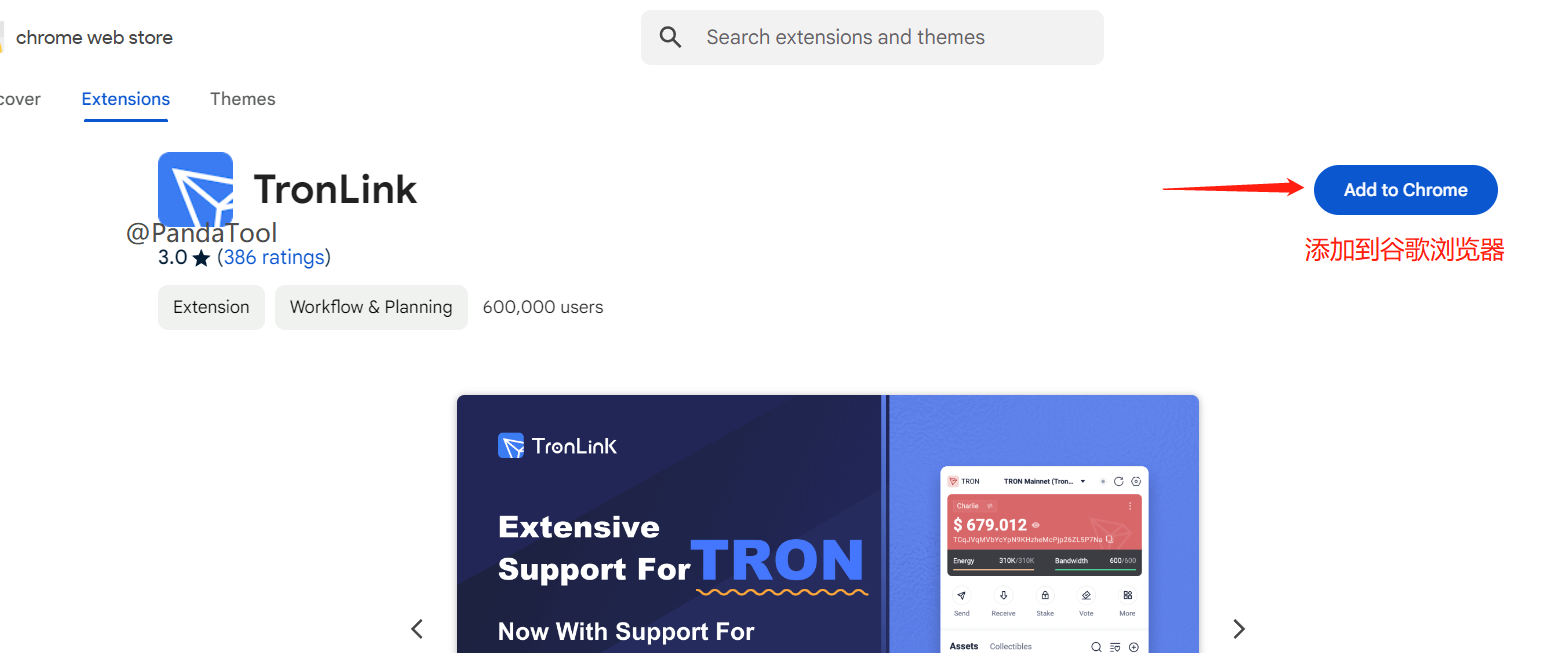 chrome web store
Search extensions and themes
cover
Extensions
Themes
TronLink
Add to Chrome
@PandaTool
添加到谷歌浏览器
3.0 ★ (386 ratings)
Extension
Workflow & Planning
600,000 users
TronLink
Extensive
Support For TRON
Now With Support For
TRON
TRON Mainnet (Tron...
Charlie
$ 679.012
TCqJVqMVbYcYpN9KHzheMcPjp26ZL5P7Na
Energy
310K/310K
Bandwidth
600/600
Send
Receive
Stake
Vote
More
Assets
Collectibles